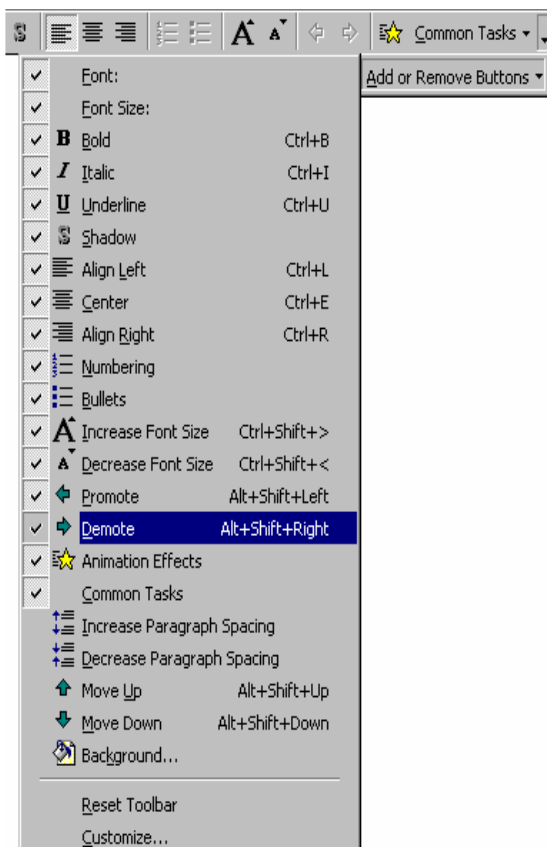 Common Tasks
Add or Remove Buttons
Font:
Font Size:
B Bold Ctrl+B
I Italic Ctrl+I
U Underline Ctrl+U
S Shadow
Align Left Ctrl+L
Center Ctrl+E
Align Right Ctrl+R
Numbering
Bullets
A Increase Font Size Ctrl+Shift+>
A Decrease Font Size Ctrl+Shift+<
Promote Alt+Shift+Left
Demote Alt+Shift+Right
Animation Effects
Common Tasks
Increase Paragraph Spacing
Decrease Paragraph Spacing
Move Up Alt+Shift+Up
Move Down Alt+Shift+Down
Background...
Reset Toolbar
Customize...